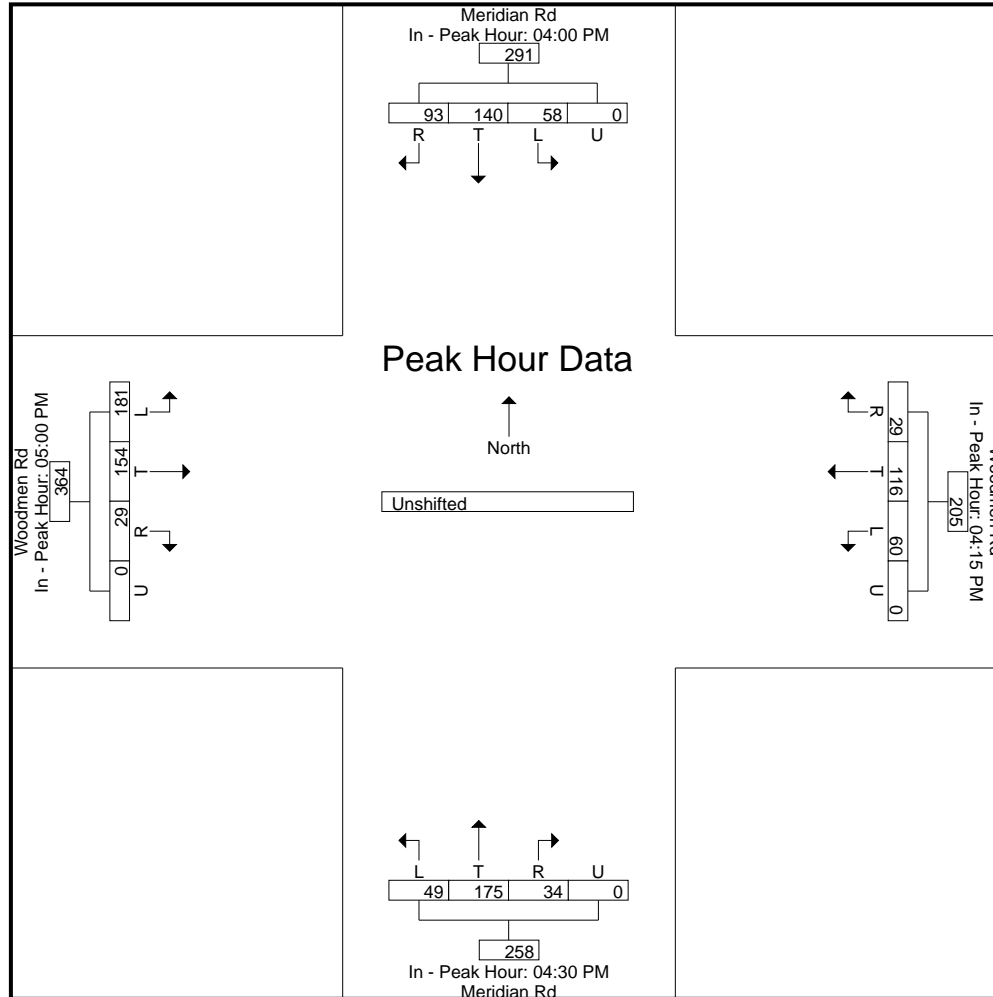 Meridian Rd
In - Peak Hour: 04:00 PM
291
93 140 58 0
R T L U
Peak Hour Data
North
Unshifted
Woodmen Rd
In - Peak Hour: 05:00 PM
364
181 154 29 0
L T R U
In - Peak Hour: 04:15 PM
205
29 116 60 0
R T L U
L T R U
49 175 34 0
258
In - Peak Hour: 04:30 PM
Meridian Rd